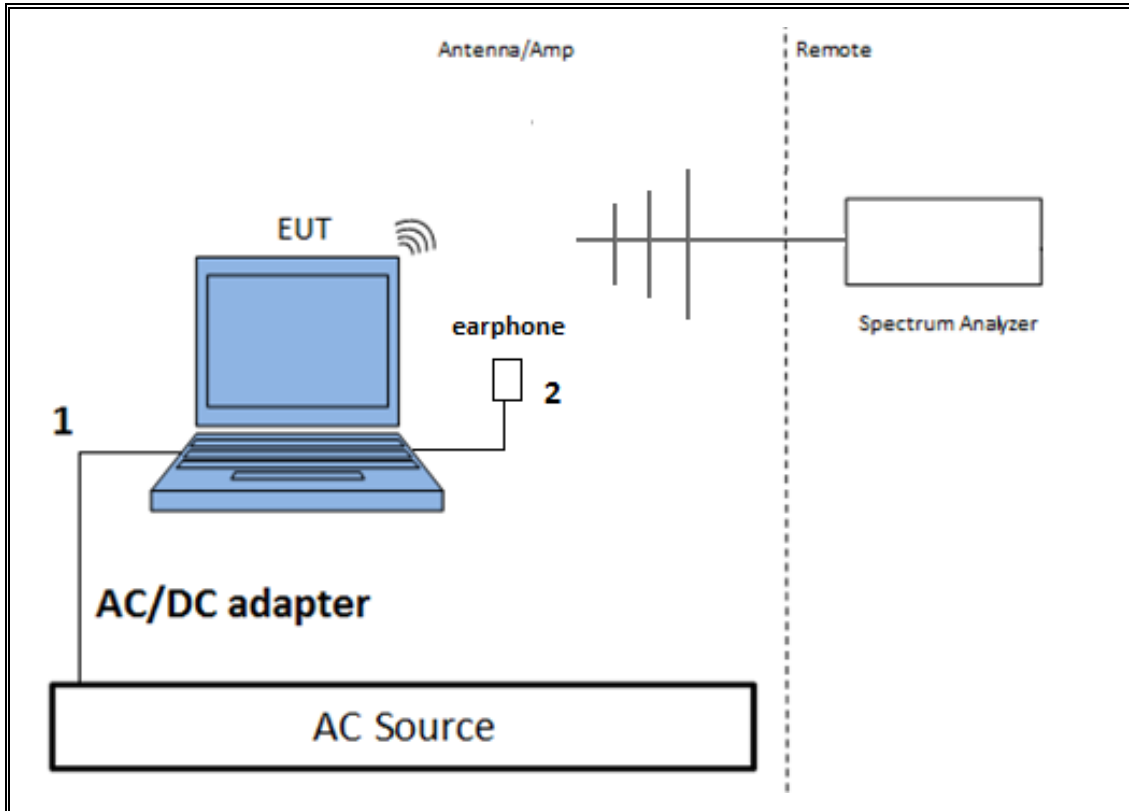 Antenna/Amp
Remote
EUT
earphone
Spectrum Analyzer
2
1
AC/DC adapter
AC Source